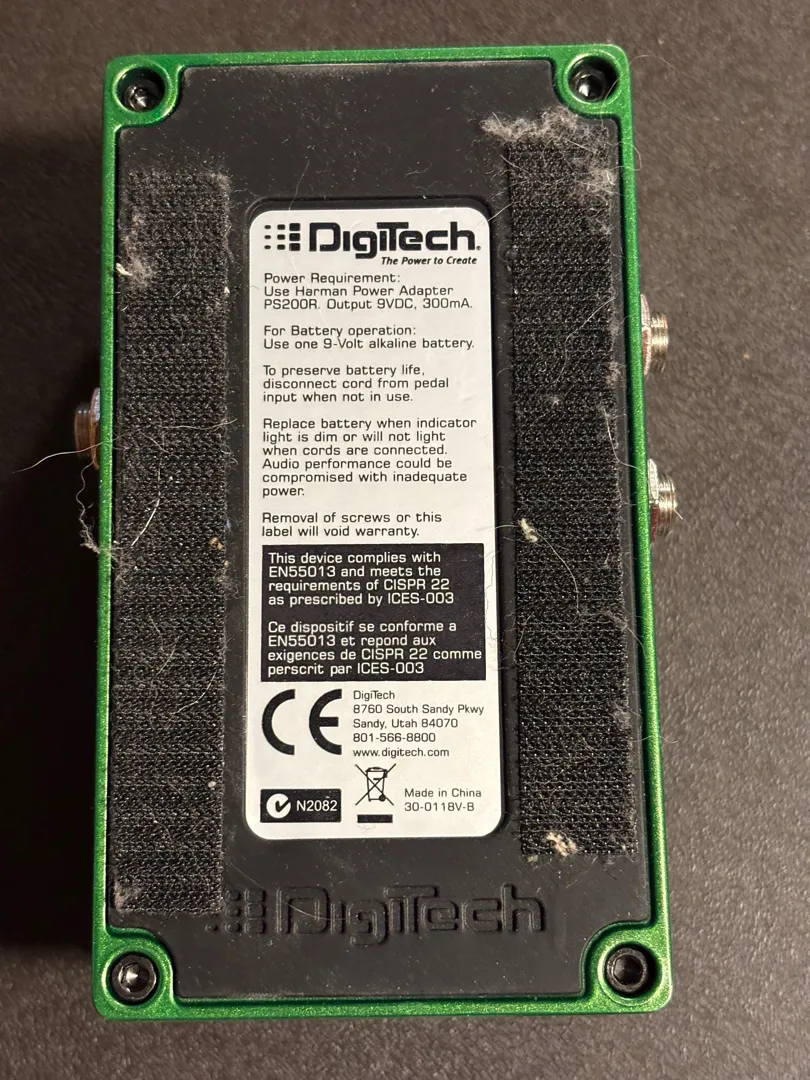 DigiTech®
The Power to Create
Power Requirement:
Use Harman Power Adapter
PS200R. Output 9VDC, 300mA.
For Battery operation:
Use one 9-Volt alkaline battery.
To preserve battery life,
disconnect cord from pedal
input when not in use.
Replace battery when indicator
light is dim or will not light
when cords are connected.
Audio performance could be
compromised with inadequate
power.
Removal of screws or this
label will void warranty.
This device complies with
EN55013 and meets the
requirements of CISPR 22
as prescribed by ICES-003
Ce dispositif se conforme a
EN55013 et repond aux
exigences de CISPR 22 comme
perscrit par ICES-003
CE
DigiTech
8760 South Sandy Pkwy
Sandy, Utah 84070
801-566-8800
www.digitech.com
N2082
Made in China
30-0118V-B
DigiTech